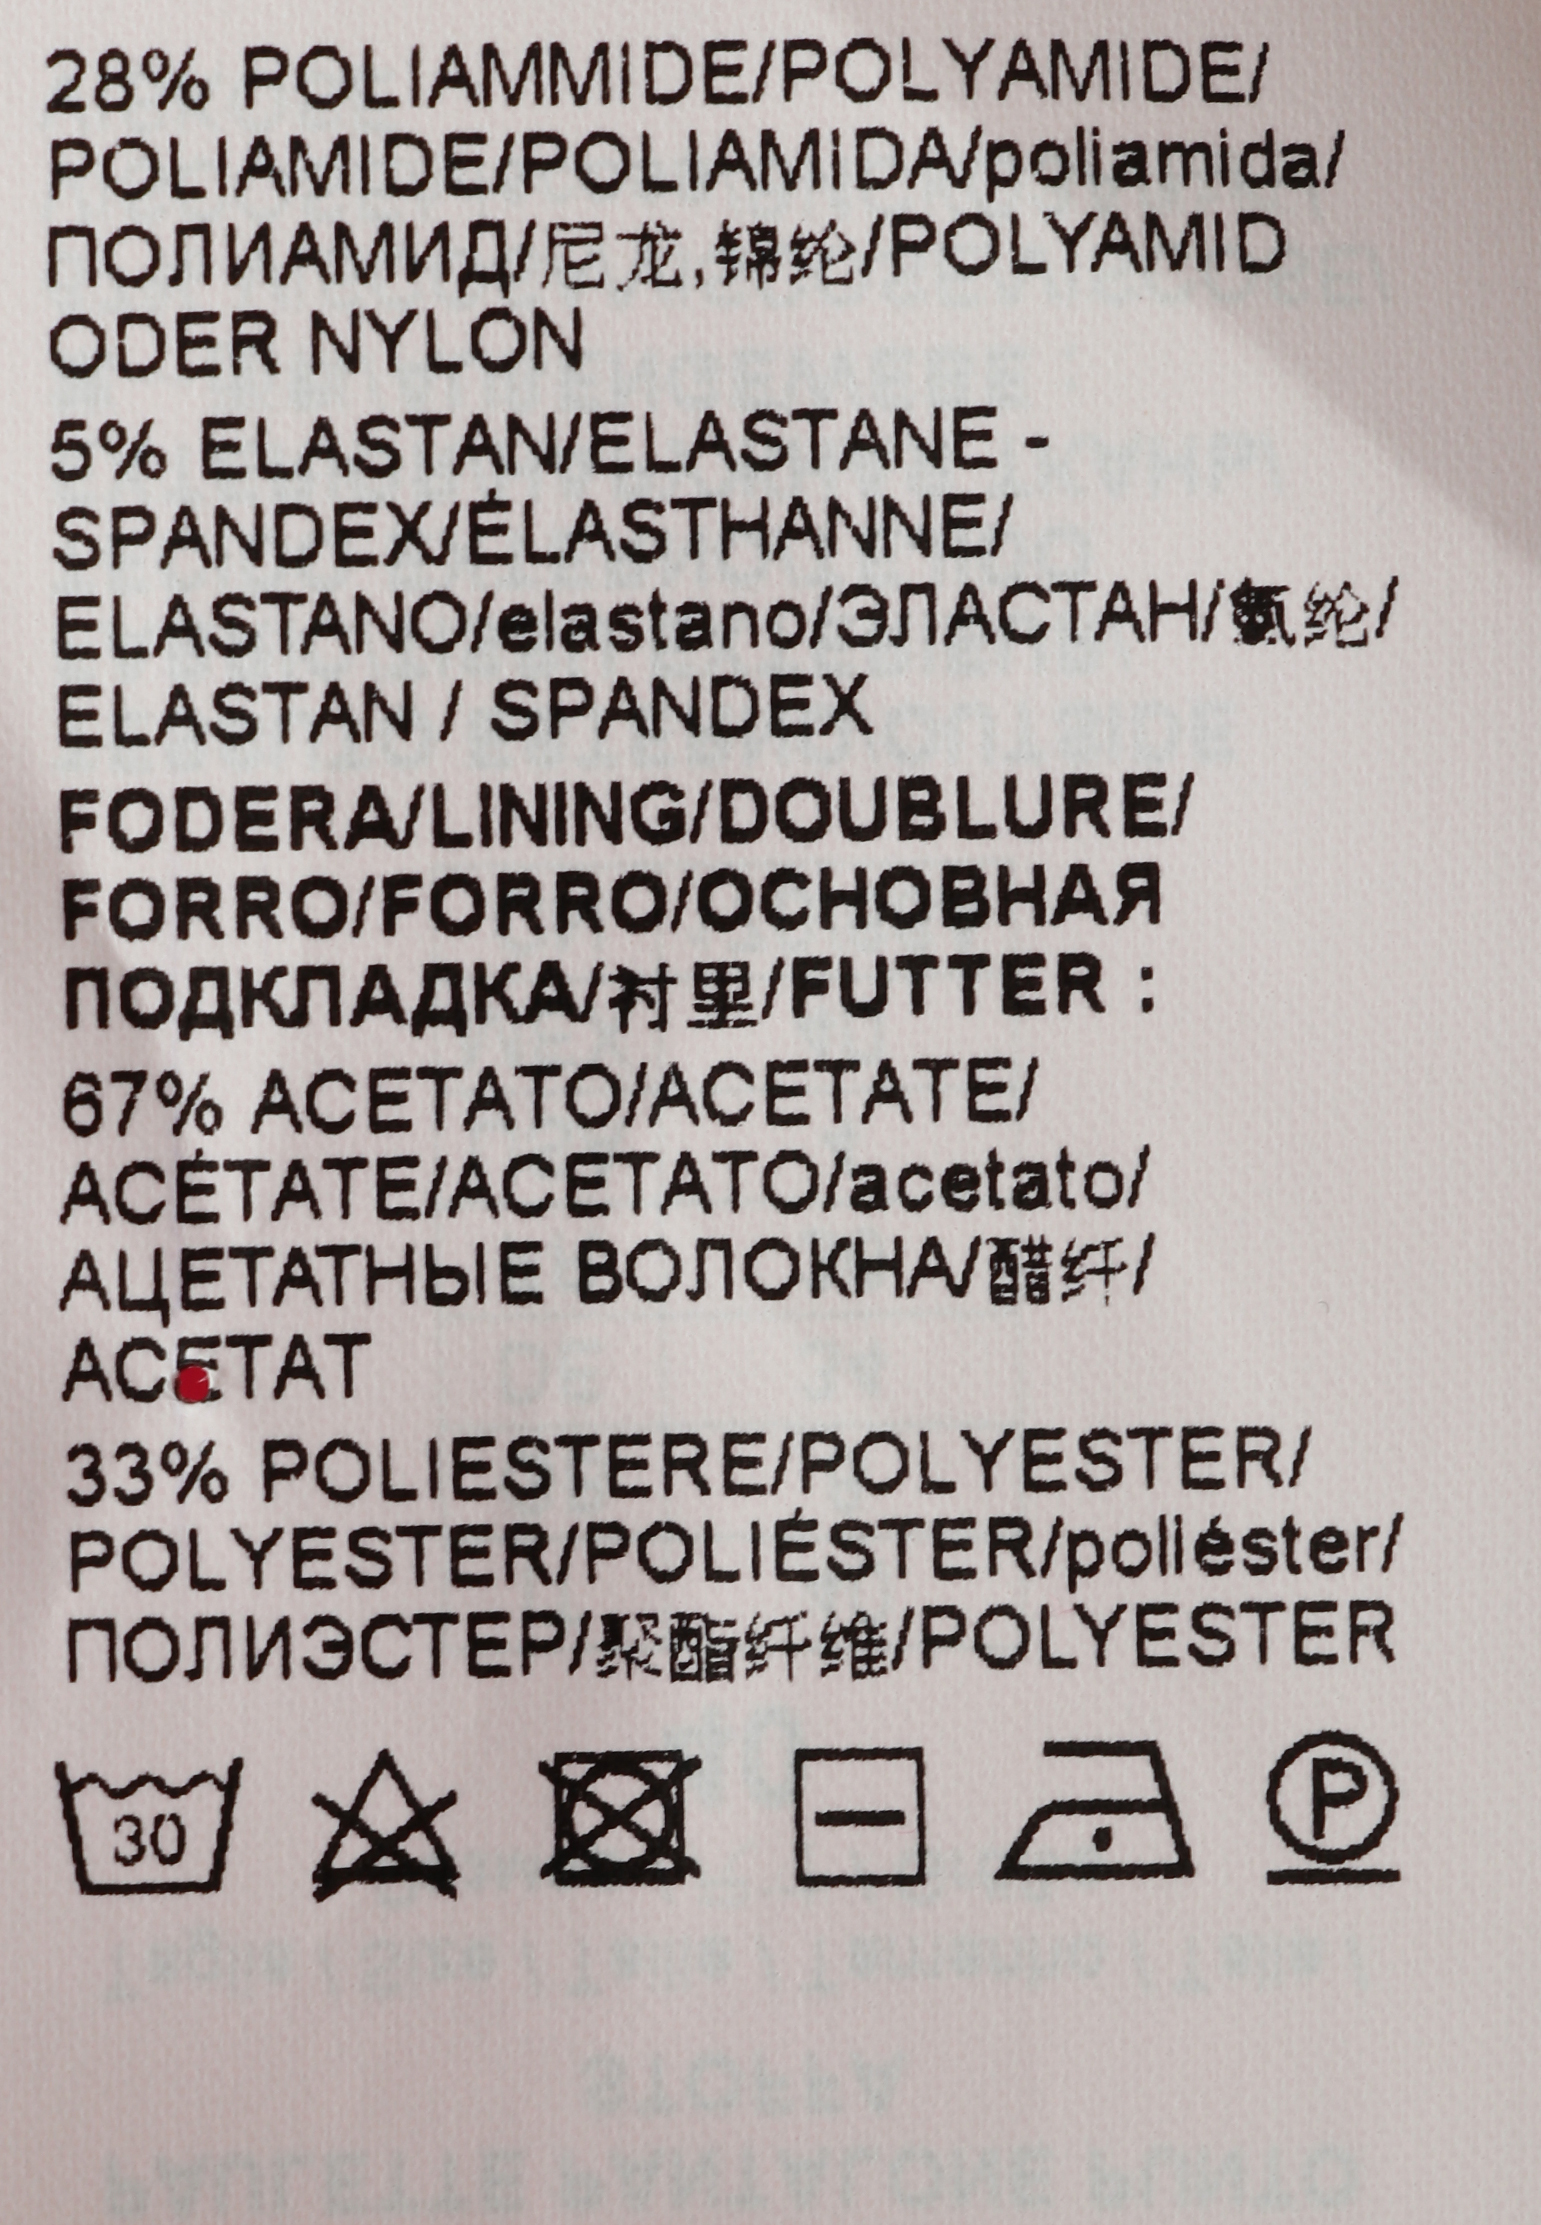 28% POLIAMMIDE/POLYAMIDE/
POLIAMIDE/POLIAMIDA/poliamida/
ПОЛИАМИД/尼龙,锦纶/POLYAMID
ODER NYLON
5% ELASTAN/ELASTANE -
SPANDEX/ÉLASTHANNE/
ELASTANO/elastano/ЭЛАСТАН/氨纶/
ELASTAN / SPANDEX
FODERA/LINING/DOUBLURE/
FORRO/FORRO/ОСНОВНАЯ
ПОДКЛАДКА/衬里/FUTTER :
67% ACETATO/ACETATE/
ACÉTATE/ACETATO/acetato/
АЦЕТАТНЫЕ ВОЛОКНА/醋纤/
ACETAT
33% POLIESTERE/POLYESTER/
POLYESTER/POLIÉSTER/poliéster/
ПОЛИЭСТЕР/聚酯纤维/POLYESTER
30 P